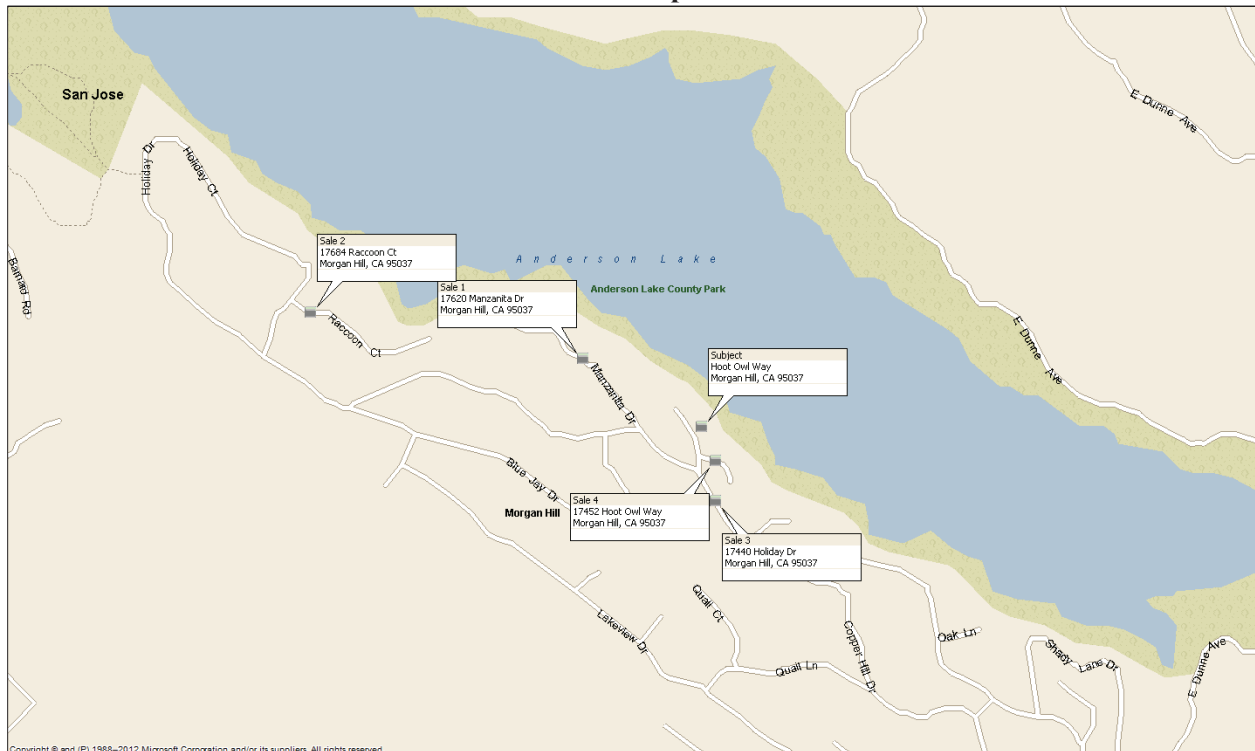 San Jose
E Dunne Ave
Holiday Dr
Holiday Ct
Barnard Rd
Sale 2
17684 Raccoon Ct
Morgan Hill, CA 95037
Anderson Lake
Sale 1
17620 Manzanita Dr
Morgan Hill, CA 95037
Anderson Lake County Park
Raccoon Ct
E Dunne Ave
Subject
Hoot Owl Way
Morgan Hill, CA 95037
Manzanita Dr
Blue Jay Dr
Sale 4
17452 Hoot Owl Way
Morgan Hill, CA 95037
Morgan Hill
Sale 3
17440 Holiday Dr
Morgan Hill, CA 95037
Quail Ct
Lakeview Dr
Copper Hill Dr
Oak Ln
Quail Ln
Shady Lane Dr
E Dunne Ave
Copyright © and (P) 1988–2012 Microsoft Corporation and/or its suppliers. All rights reserved.